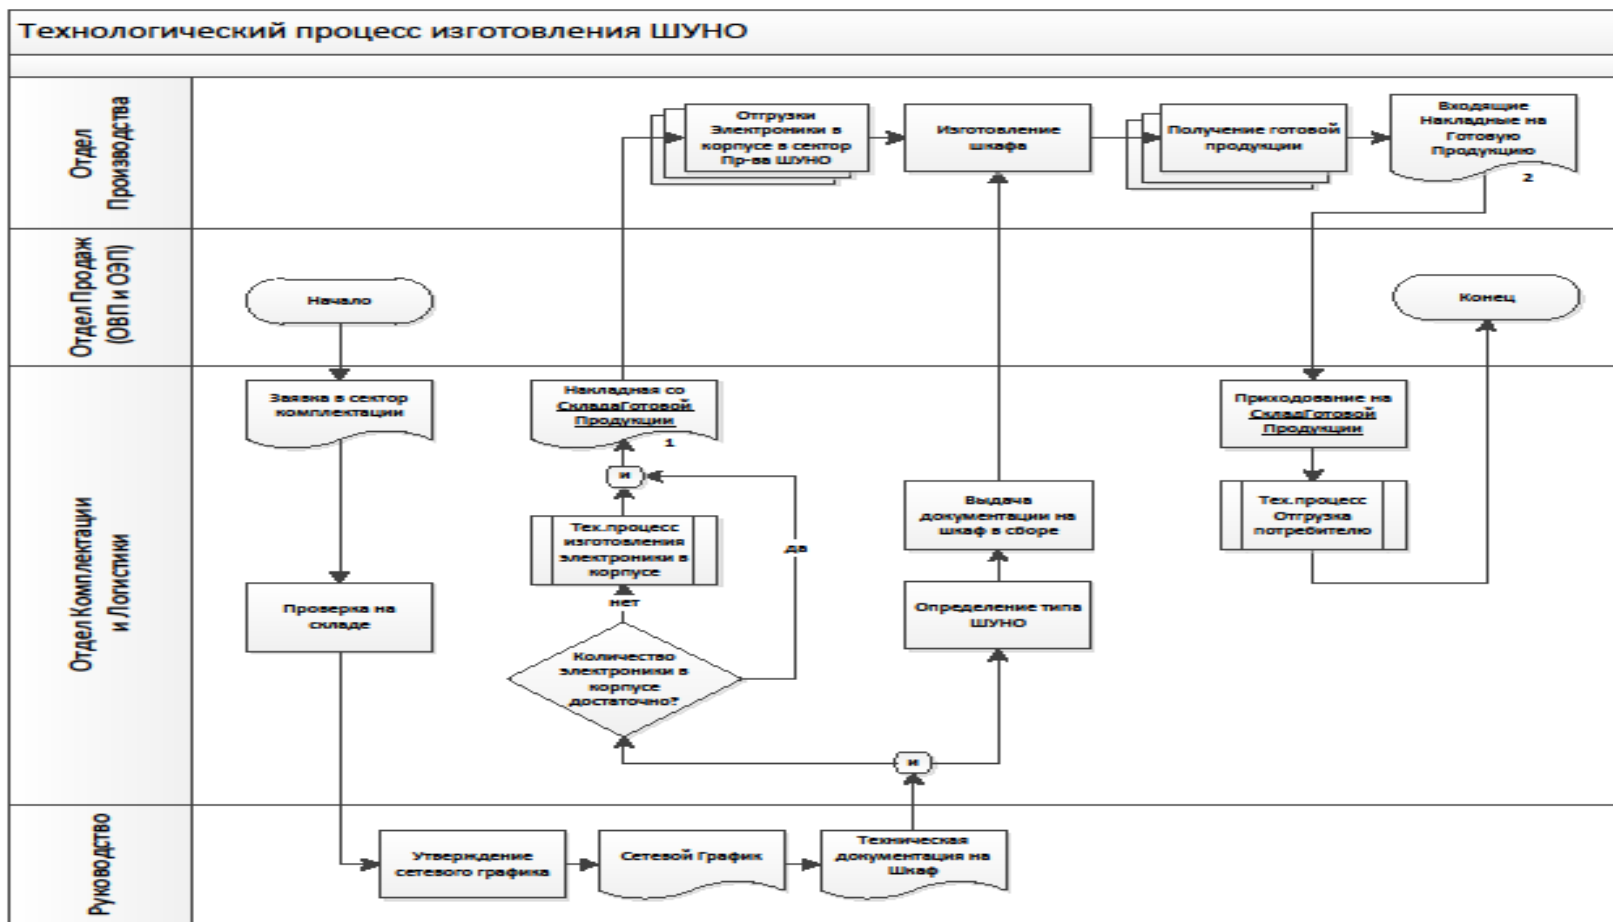 Технологический процесс изготовления ШУНО
Отдел
Производства
Отгрузки
Электроники в
корпусе в сектор
Пр-ва ШУНО
Изготовление
шкафа
Получение готовой
продукции
Входящие
Накладные на
Готовую
Продукцию
2
Отдел Продаж
(ОВП и ОЭП)
Начало
Конец
Отдел Комплектации
и Логистики
Заявка в сектор
комплектации
Накладная со
СкладаГотовой
Продукции
1
Приходование на
СкладГотовой
Продукции
и
Тех.процесс
изготовления
электроники в
корпусе
да
Выдача
документации на
шкаф в сборе
Тех.процесс
Отгрузка
потребителю
Проверка на
складе
нет
Определение типа
ШУНО
Количество
электроники в
корпусе
достаточно?
и
Руководство
Утверждение
сетевого графика
Сетевой График
Техническая
документация на
Шкаф